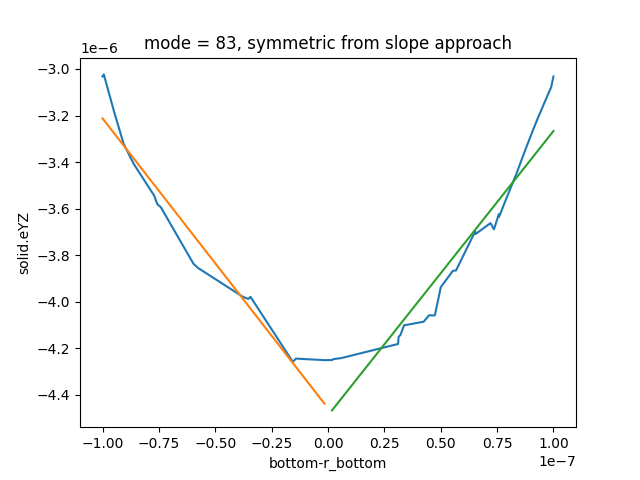 mode = 83, symmetric from slope approach
1e−6
−3.0
−3.2
−3.4
−3.6
−3.8
−4.0
−4.2
−4.4
solid.eYZ
−1.00 −0.75 −0.50 −0.25 0.00 0.25 0.50 0.75 1.00
bottom-r_bottom
1e−7